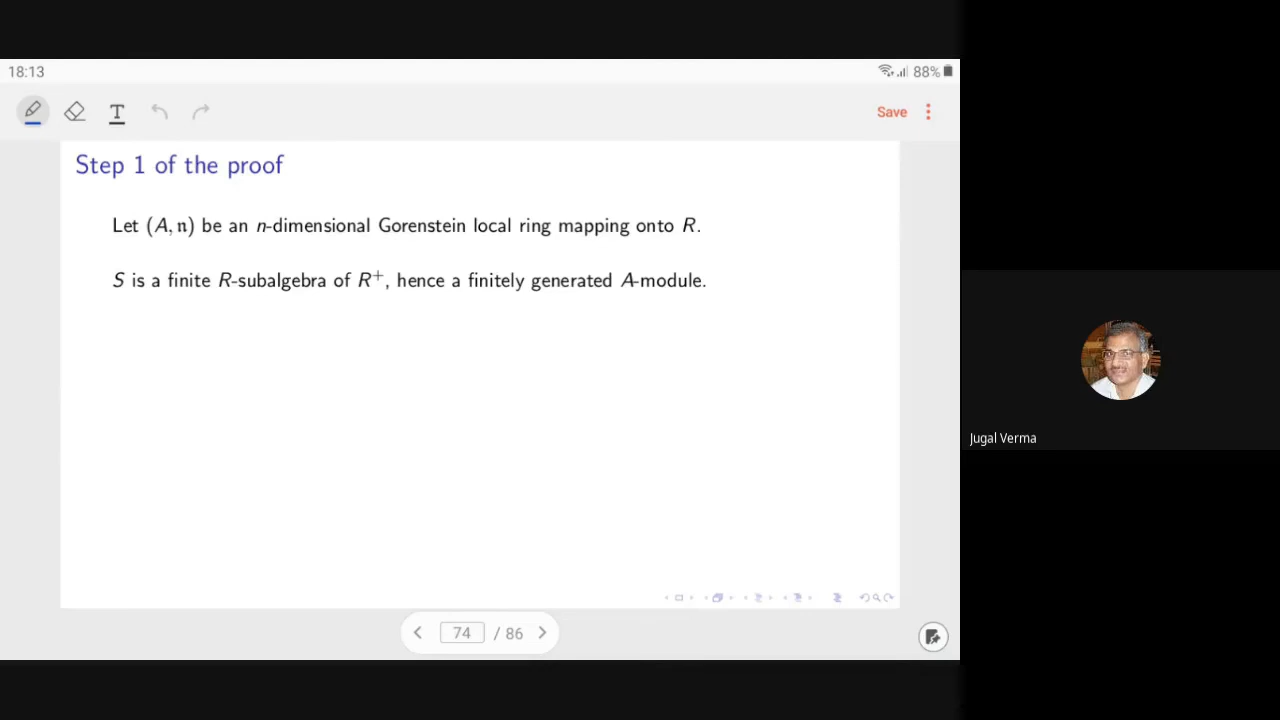 18:13
88%
T
Save
Step 1 of the proof
Let (A, 𝔫) be an n-dimensional Gorenstein local ring mapping onto R.
S is a finite R-subalgebra of R⁺, hence a finitely generated A-module.
74 / 86
Jugal Verma